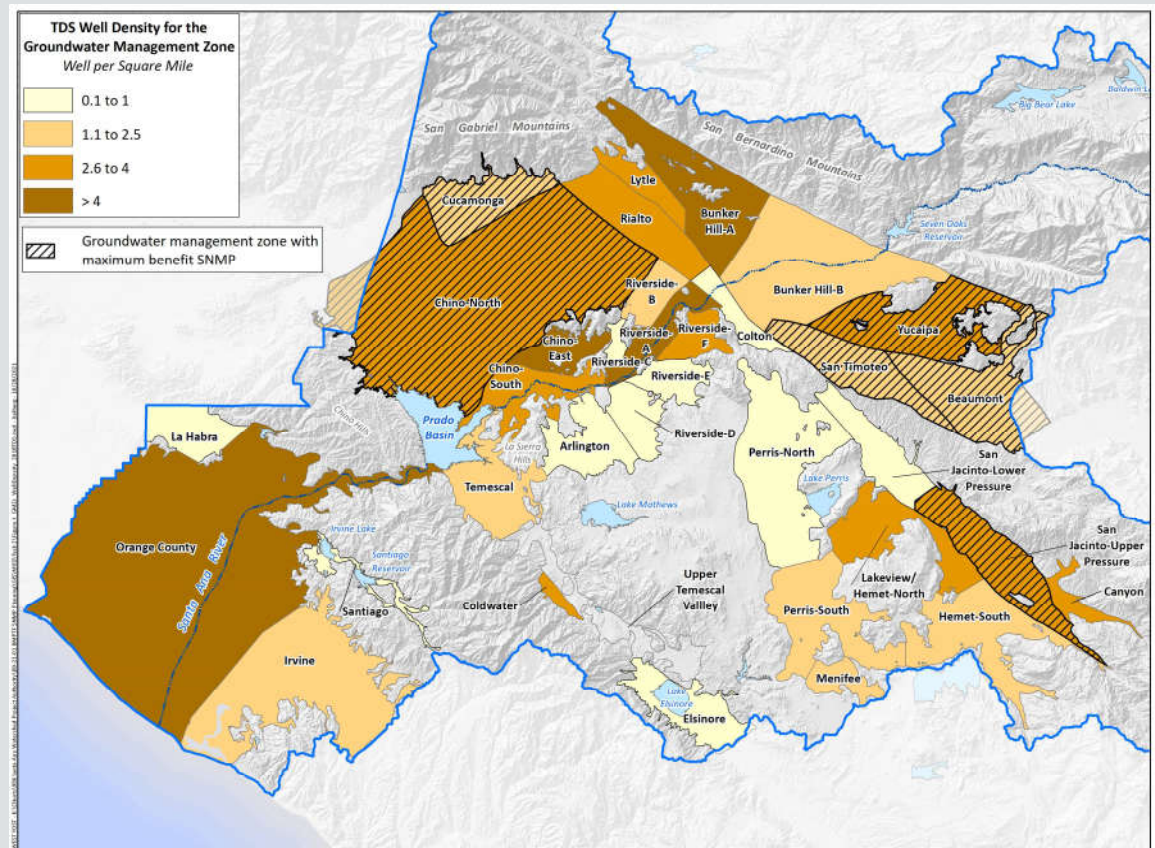 TDS Well Density for the
Groundwater Management Zone
Well per Square Mile
0.1 to 1
1.1 to 2.5
2.6 to 4
> 4
Groundwater management zone with
maximum benefit SNMP
San Gabriel Mountains
San Bernardino Mountains
Big Bear Lake
Baldwin L
Seven Oaks
Reservoir
Cucamonga
Lytle
Rialto
Bunker
Hill-A
Bunker Hill-B
Chino-North
Riverside-
B
Yucaipa
Chino-
East
Riverside-
A
Riverside-
F
Colton
Riverside-C
San Timoteo
Chino-
South
Riverside-E
Beaumont
Chino Hills
Prado
Basin
La Sierra
Hills
Arlington
Riverside-D
La Habra
Perris-North
San
Jacinto-Lower
Pressure
Temescal
Lake Perris
Lake Mathews
Orange County
Santa Ana River
Irvine Lake
Santiago
Reservoir
Santiago
Coldwater
Upper
Temescal
Vallley
Lakeview/
Hemet-North
San
Jacinto-Upper
Pressure
Canyon
Perris-South
Hemet-South
Irvine
Menifee
Lake
Elsinore
Elsinore